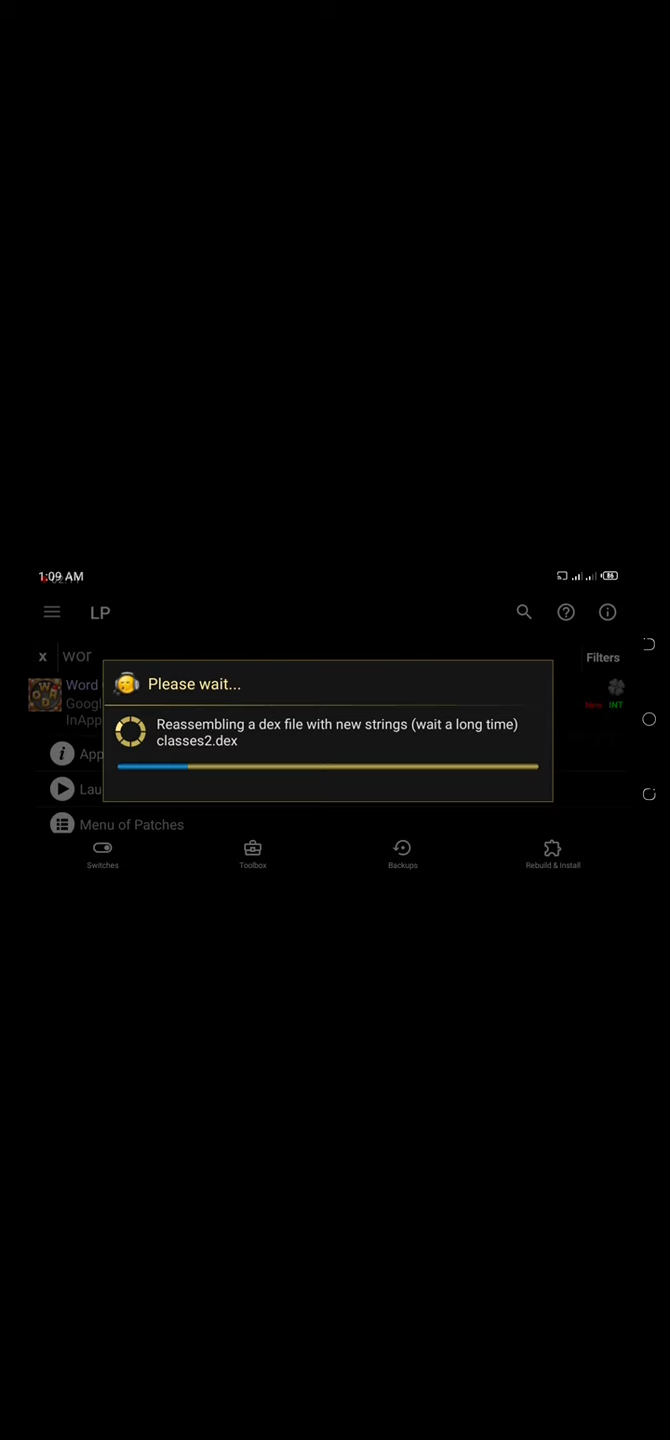 1:09 AM
LP
x wor Filters
Word
Googl
InApp
New INT
Please wait...
Reassembling a dex file with new strings (wait a long time)
classes2.dex
App
Lau
Menu of Patches
Switches Toolbox Backups Rebuild & Install